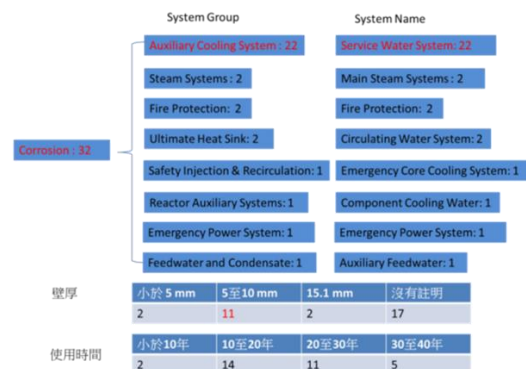 System Group
System Name
Auxiliary Cooling System : 22
Service Water System: 22
Steam Systems : 2
Main Steam Systems : 2
Fire Protection: 2
Fire Protection: 2
Ultimate Heat Sink: 2
Circulating Water System: 2
Corrosion : 32
Safety Injection & Recirculation: 1
Emergency Core Cooling System: 1
Reactor Auxiliary Systems: 1
Component Cooling Water: 1
Emergency Power System: 1
Emergency Power System: 1
Feedwater and Condensate: 1
Auxiliary Feedwater: 1
壁厚
小於 5 mm
5至10 mm
15.1 mm
沒有註明
2
11
2
17
使用時間
小於10年
10至20年
20至30年
30至40年
2
14
11
5